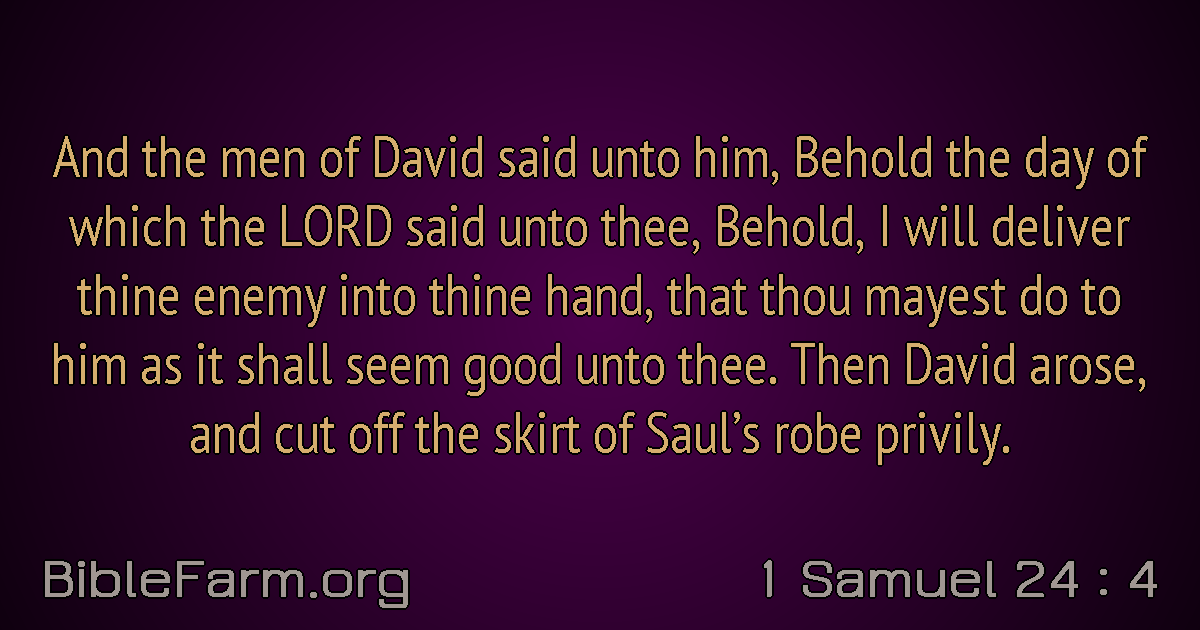 And the men of David said unto him, Behold the day of
which the LORD said unto thee, Behold, I will deliver
thine enemy into thine hand, that thou mayest do to
him as it shall seem good unto thee. Then David arose,
and cut off the skirt of Saul’s robe privily.
BibleFarm.org
1 Samuel 24 : 4